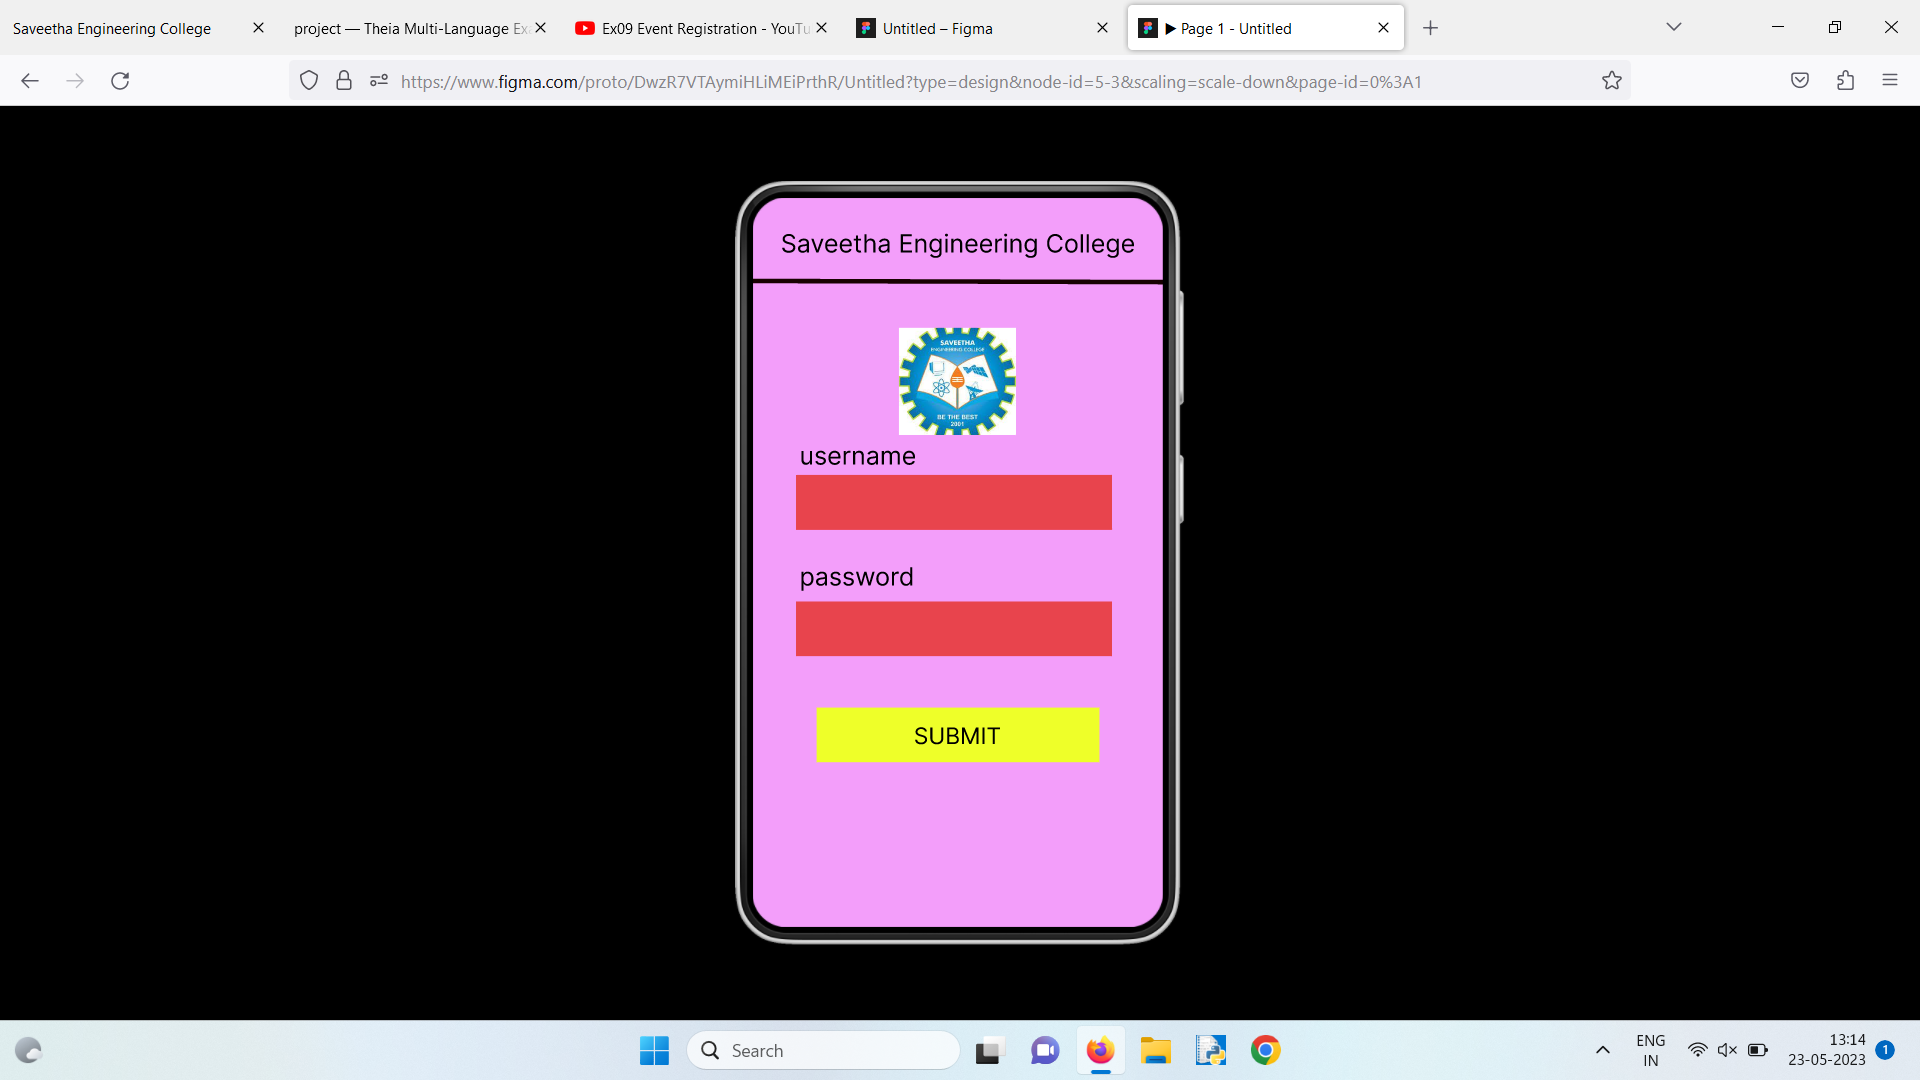 Saveetha Engineering College
project — Theia Multi-Language Exa
Ex09 Event Registration - YouTu
Untitled – Figma
▶ Page 1 - Untitled
https://www.figma.com/proto/DwzR7VTAymiHLiMEiPrthR/Untitled?type=design&node-id=5-3&scaling=scale-down&page-id=0%3A1
Saveetha Engineering College
SAVEETHA
ENGINEERING COLLEGE
BE THE BEST
2001
username
password
SUBMIT
Search
ENG
IN
13:14
23-05-2023
1